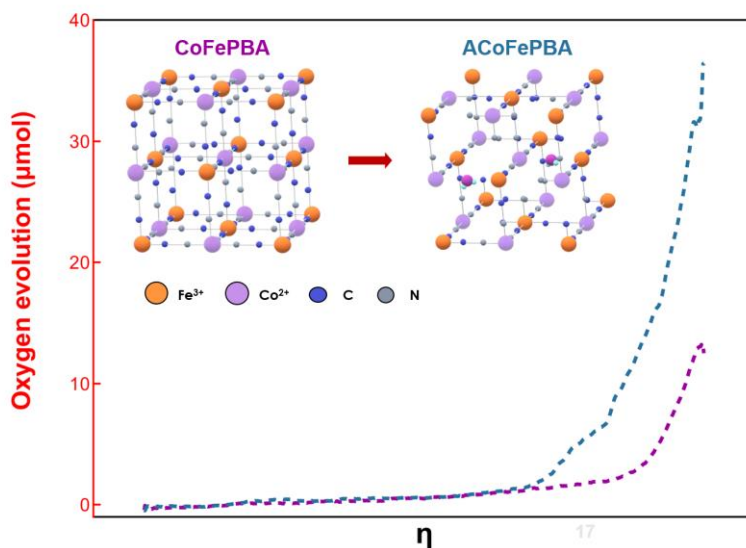 40
CoFePBA
ACoFePBA
30
Oxygen evolution (μmol)
20
Fe³⁺
Co²⁺
C
N
10
0
η
17